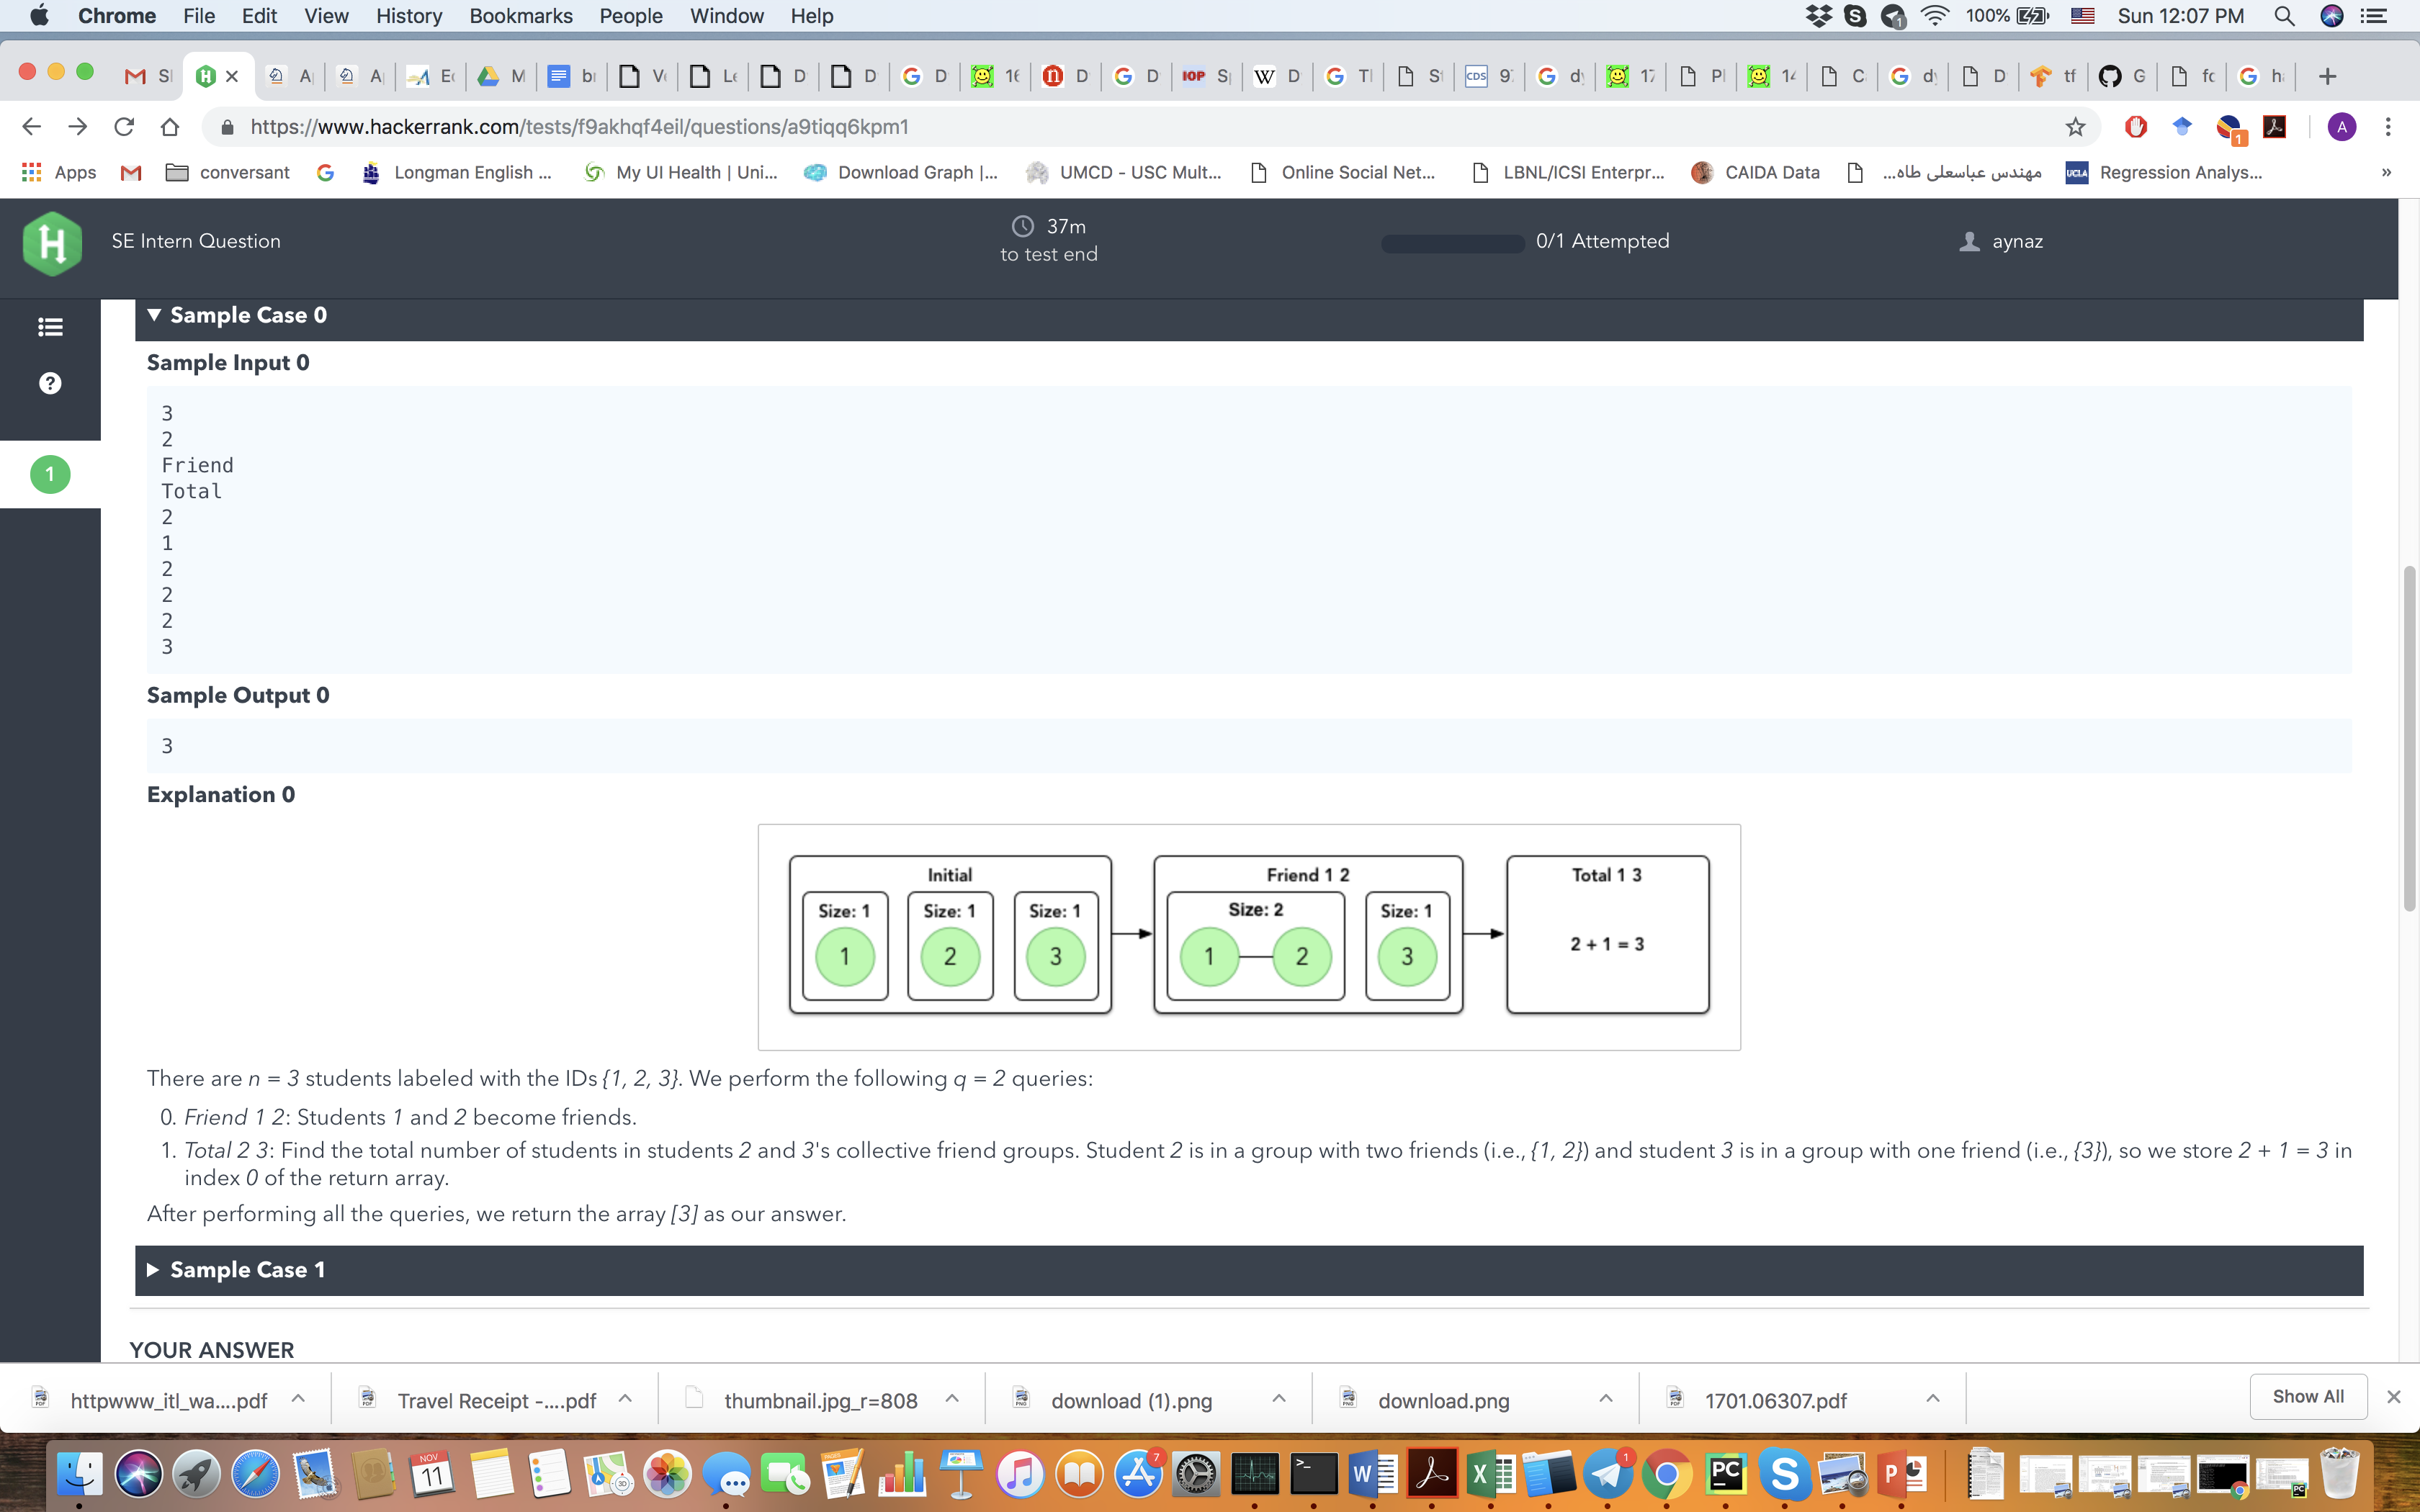 Chrome File Edit View History Bookmarks People Window Help 1 100% Sun 12:07 PM
https://www.hackerrank.com/tests/f9akhqf4eil/questions/a9tiqq6kpm1
Apps conversant Longman English ... My UI Health | Uni... Download Graph |... UMCD - USC Mult... Online Social Net... LBNL/ICSI Enterpr... CAIDA Data مهندس عباسعلی طاه... Regression Analys... »
SE Intern Question
37m
to test end
0/1 Attempted
aynaz
Sample Case 0
Sample Input 0
3
2
Friend
Total
2
1
2
2
2
3
1
Sample Output 0
3
Explanation 0
Initial Friend 1 2 Total 1 3
Size: 1 Size: 1 Size: 1 Size: 2 Size: 1
1 2 3 1 2 3 2 + 1 = 3
There are n = 3 students labeled with the IDs {1, 2, 3}. We perform the following q = 2 queries:
0. Friend 1 2: Students 1 and 2 become friends.
1. Total 2 3: Find the total number of students in students 2 and 3's collective friend groups. Student 2 is in a group with two friends (i.e., {1, 2}) and student 3 is in a group with one friend (i.e., {3}), so we store 2 + 1 = 3 in
index 0 of the return array.
After performing all the queries, we return the array [3] as our answer.
Sample Case 1
YOUR ANSWER
httpwww_itl_wa....pdf Travel Receipt -....pdf thumbnail.jpg_r=808 download (1).png download.png 1701.06307.pdf Show All
NOV
11
7
1